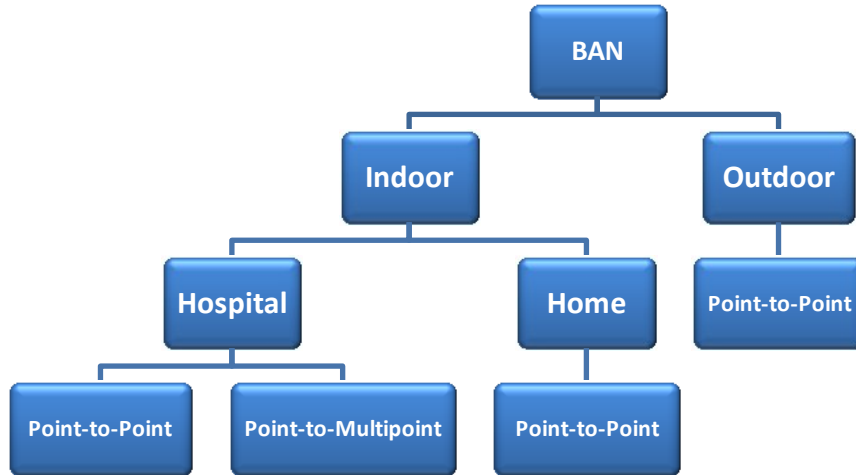 BAN
Indoor
Outdoor
Hospital
Home
Point-to-Point
Point-to-Point
Point-to-Multipoint
Point-to-Point